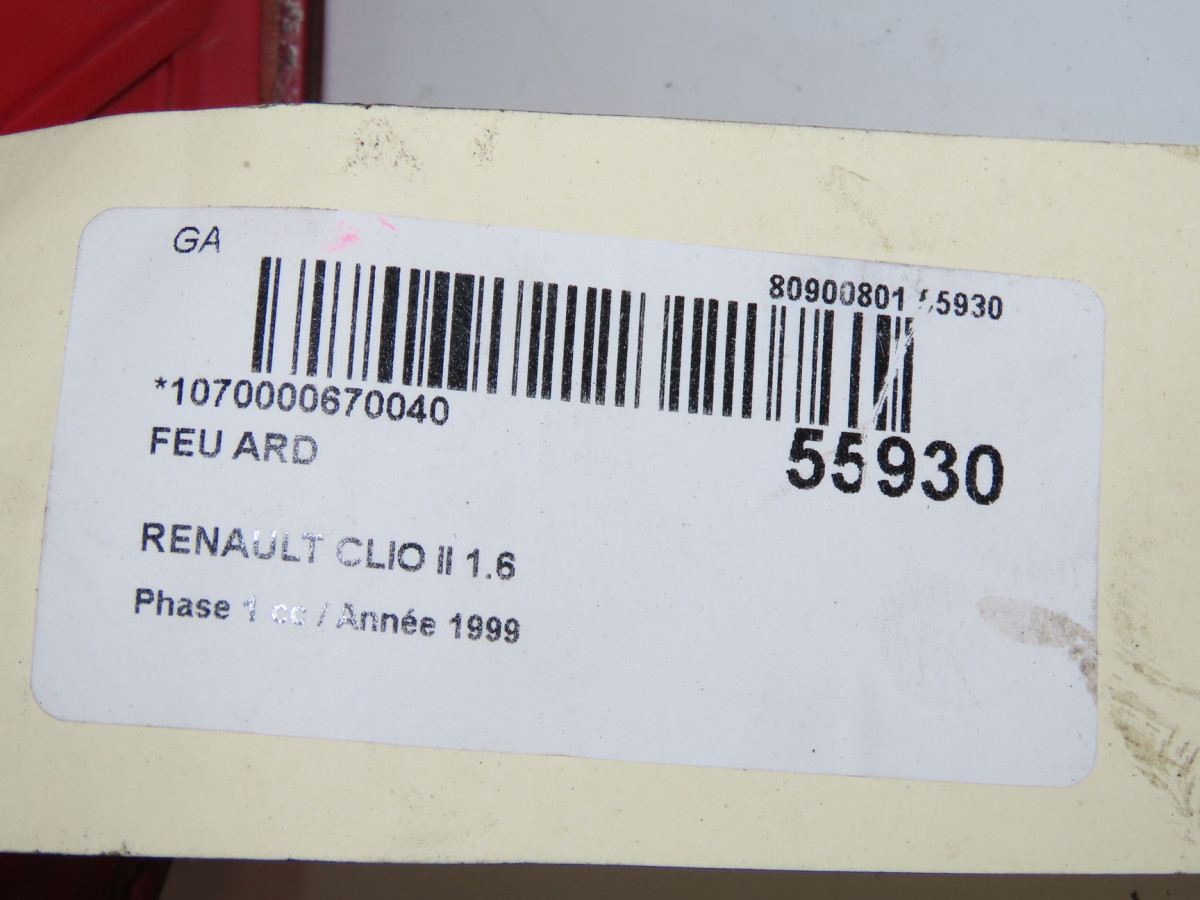 GA
80900801 55930
*1070000670040
55930
FEU ARD
RENAULT CLIO II 1.6
Phase 1 cc / Année 1999